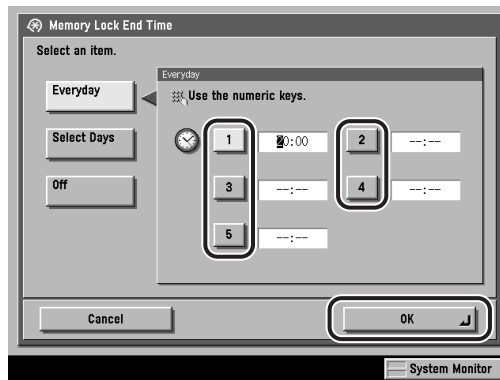 Memory Lock End Time
Select an item.
Everyday
Everyday
Use the numeric keys.
Select Days
Off
1 20:00 2 --:--
3 --:-- 4 --:--
5 --:--
Cancel OK
System Monitor